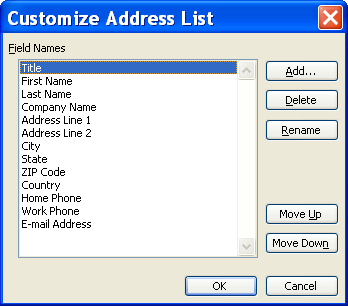 Customize Address List
Field Names
Title
First Name
Last Name
Company Name
Address Line 1
Address Line 2
City
State
ZIP Code
Country
Home Phone
Work Phone
E-mail Address
Add...
Delete
Rename
Move Up
Move Down
OK
Cancel